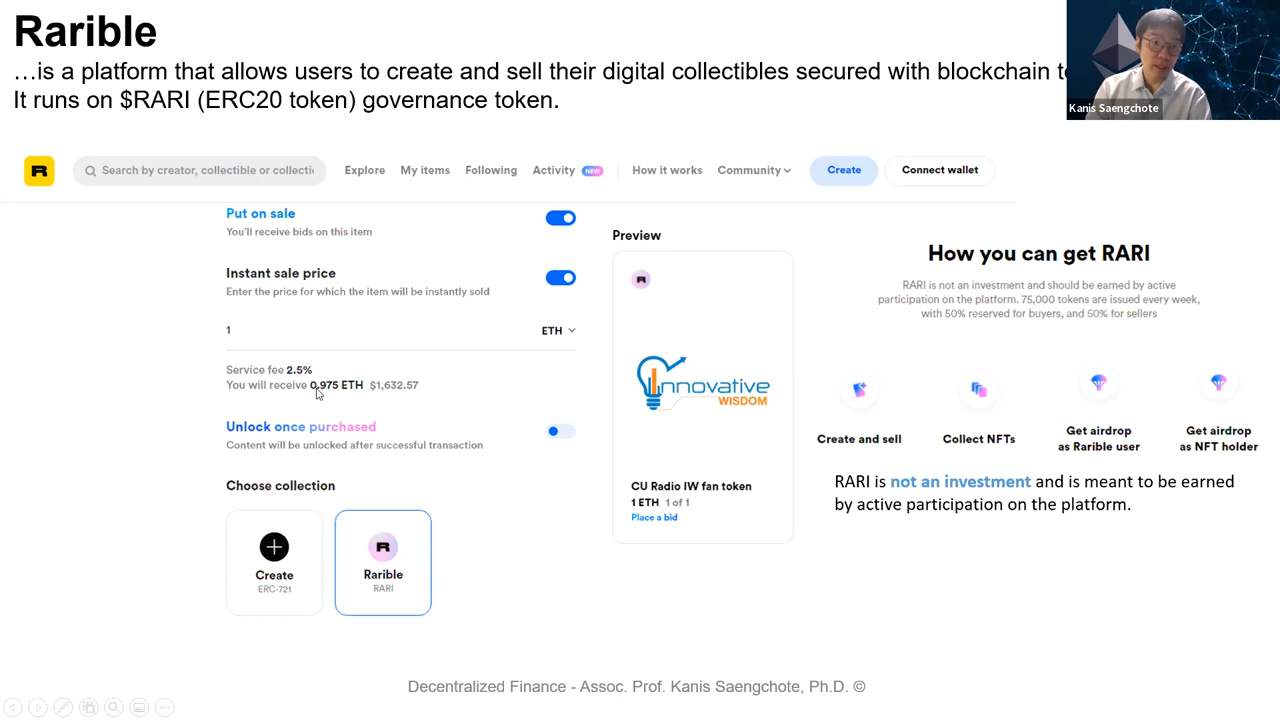 Rarible
…is a platform that allows users to create and sell their digital collectibles secured with blockchain
It runs on $RARI (ERC20 token) governance token.
Kanis Saengchote
R
Search by creator, collectible or collecti
Explore
My items
Following
Activity
NEW
How it works
Community
Create
Connect wallet
Put on sale
You'll receive bids on this item
Instant sale price
Enter the price for which the item will be instantly sold
1
ETH
Service fee 2.5%
You will receive 0.975 ETH $1,632.57
Unlock once purchased
Content will be unlocked after successful transaction
Choose collection
Create
ERC-721
R
Rarible
RARI
Preview
R
innovative
WISDOM
CU Radio IW fan token
1 ETH 1 of 1
Place a bid
How you can get RARI
RARI is not an investment and should be earned by active
participation on the platform. 75,000 tokens are issued every week,
with 50% reserved for buyers, and 50% for sellers
Create and sell
Collect NFTs
Get airdrop
as Rarible user
Get airdrop
as NFT holder
RARI is not an investment and is meant to be earned
by active participation on the platform.
Decentralized Finance - Assoc. Prof. Kanis Saengchote, Ph.D. ©